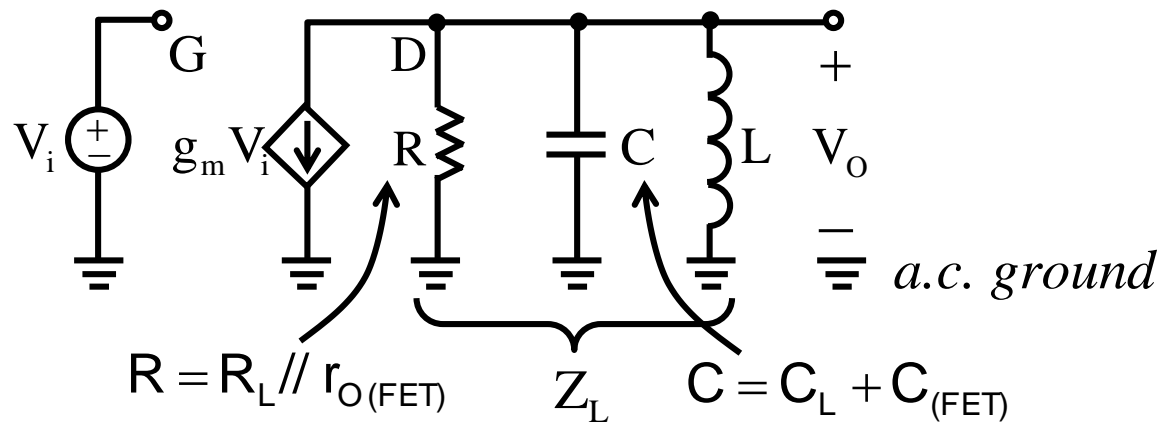 G
D
V_i
+
−
g_m V_i
R
C
L
+
V_O
−
a.c. ground
R = R_L // r_O (FET)
Z_L
C = C_L + C_(FET)